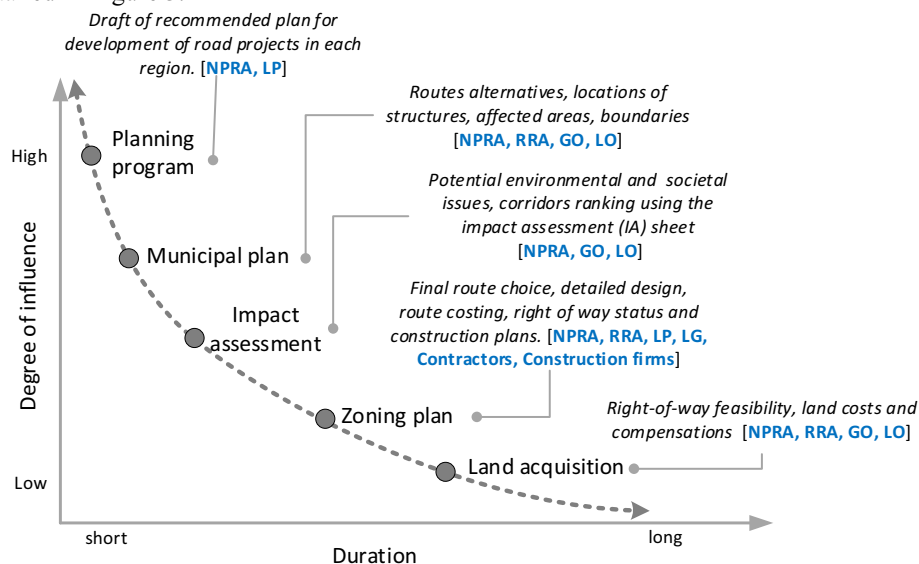 Draft of recommended plan for
development of road projects in each
region. [NPRA, LP]
Routes alternatives, locations of
structures, affected areas, boundaries
[NPRA, RRA, GO, LO]
High
Planning
program
Potential environmental and societal
issues, corridors ranking using the
impact assessment (IA) sheet
[NPRA, GO, LO]
Municipal plan
Degree of influence
Final route choice, detailed design,
route costing, right of way status and
construction plans. [NPRA, RRA, LP, LG,
Contractors, Construction firms]
Impact
assessment
Zoning plan
Right-of-way feasibility, land costs and
compensations [NPRA, RRA, GO, LO]
Land acquisition
Low
short
long
Duration